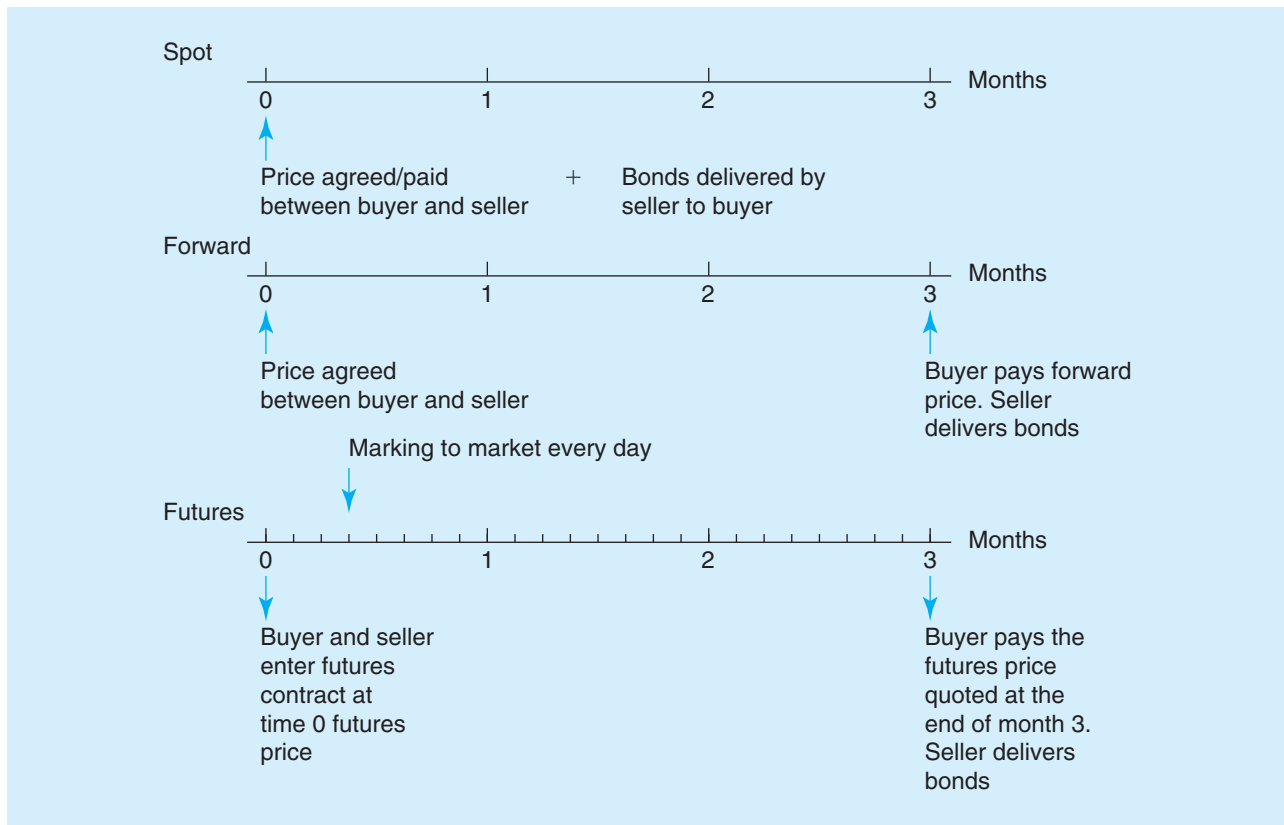 Spot
Months
0 1 2 3
Price agreed/paid
between buyer and seller
+
Bonds delivered by
seller to buyer
Forward
Months
0 1 2 3
Price agreed
between buyer and seller
Buyer pays forward
price. Seller
delivers bonds
Marking to market every day
Futures
Months
0 1 2 3
Buyer and seller
enter futures
contract at
time 0 futures
price
Buyer pays the
futures price
quoted at the
end of month 3.
Seller delivers
bonds